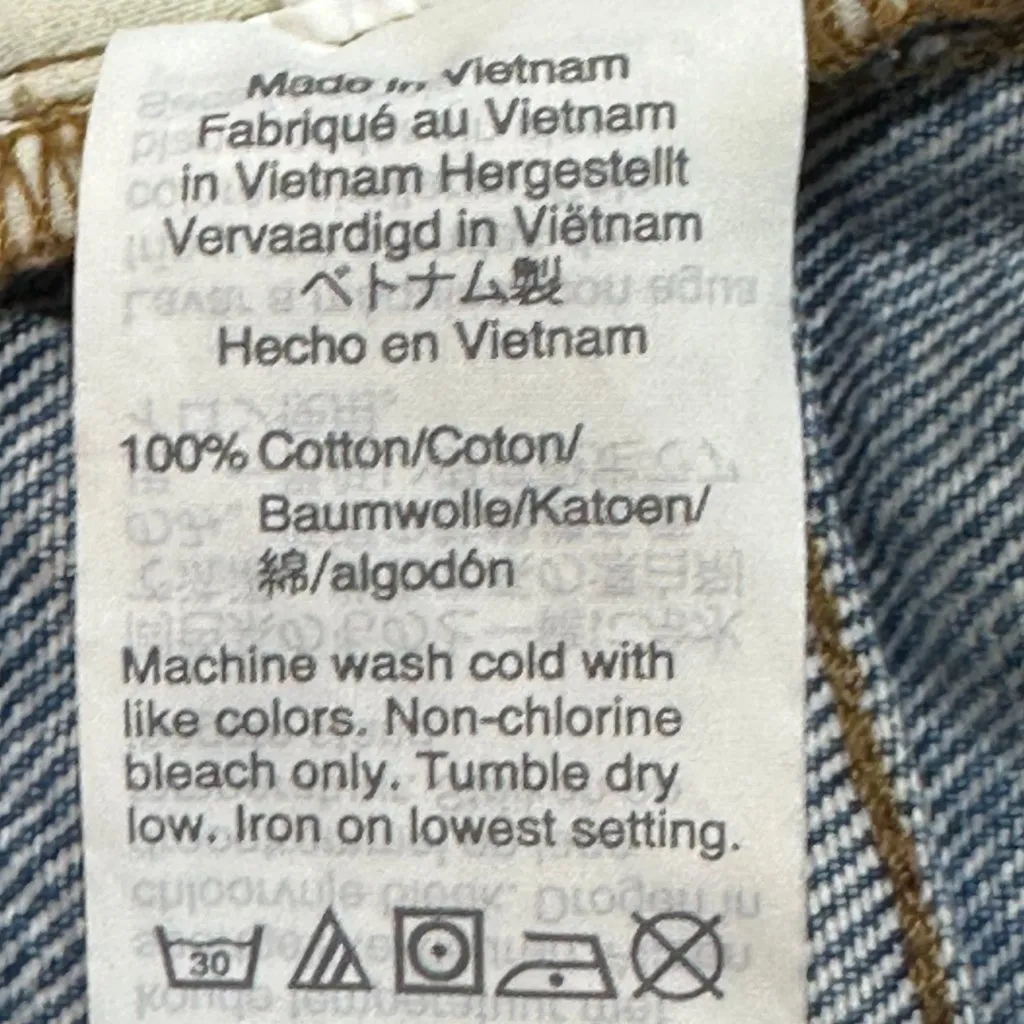 Made in Vietnam
Fabriqué au Vietnam
in Vietnam Hergestellt
Vervaardigd in Viëtnam
ベトナム製
Hecho en Vietnam
100% Cotton/Coton/
Baumwolle/Katoen/
綿/algodón
Machine wash cold with
like colors. Non-chlorine
bleach only. Tumble dry
low. Iron on lowest setting.
30